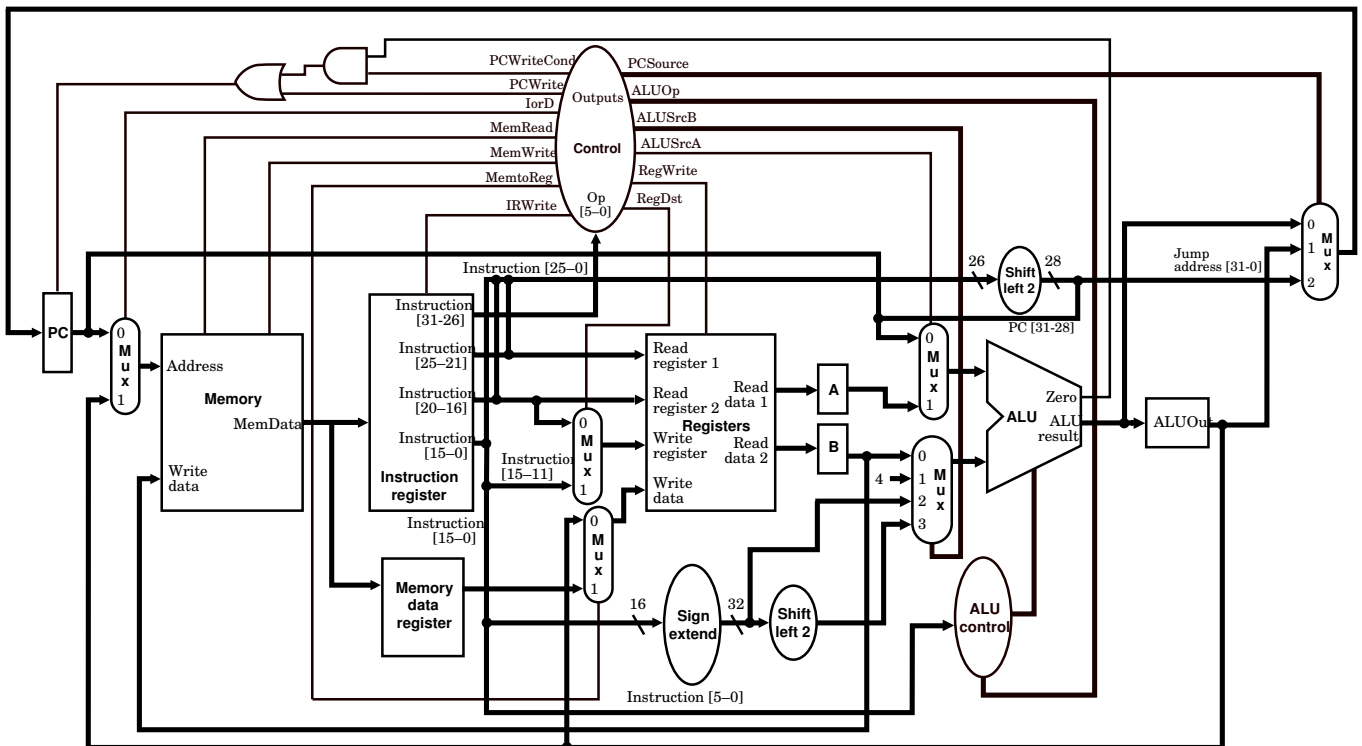 PCWriteCond
PCSource
PCWrite
ALUOp
Outputs
IorD
ALUSrcB
MemRead
Control
ALUSrcA
MemWrite
RegWrite
MemtoReg
Op
[5–0]
RegDst
IRWrite
0
1
2
M
u
x
Jump
address [31-0]
Instruction [25–0]
26
Shift
left 2
28
PC [31-28]
PC
0
M
u
x
1
Address
Memory
MemData
Write
data
Instruction
[31-26]
Instruction
[25–21]
Instruction
[20–16]
Instruction
[15–0]
Instruction
register
Instruction
[15–11]
0
M
u
x
1
Read
register 1
Read
register 2
Registers
Write
register
Write
data
Read
data 1
Read
data 2
A
B
0
M
u
x
1
4
0
1
2
3
M
u
x
ALU
Zero
ALU
result
ALUOut
Instruction
[15–0]
Memory
data
register
0
M
u
x
1
16
Sign
extend
32
Shift
left 2
ALU
control
Instruction [5–0]